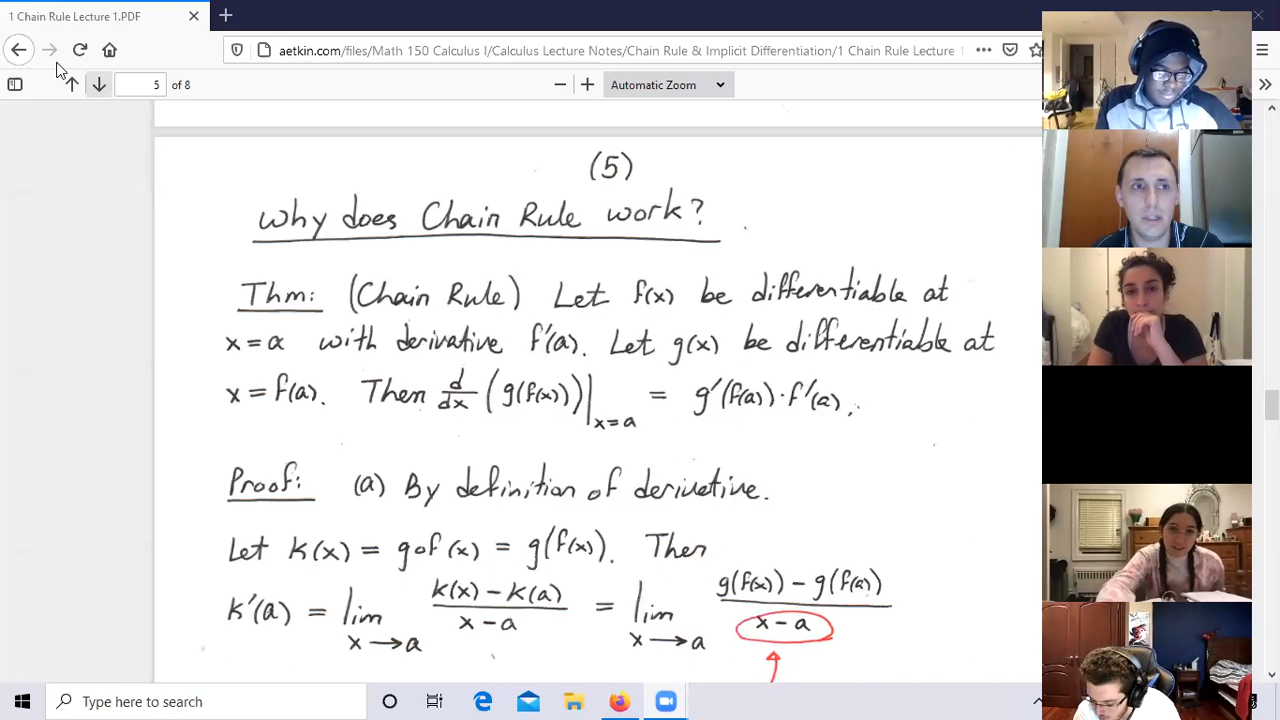 1 Chain Rule Lecture 1.PDF
aetkin.com/files/Math 150 Calculus I/Calculus Lecture Notes/Chain Rule & Implicit Differentiation/1 Chain Rule Lecture 1
5 of 8
Automatic Zoom
(5)
Why does Chain Rule work?
Thm: (Chain Rule) Let f(x) be differentiable at
x = a with derivative f'(a). Let g(x) be differentiable at
x = f(a). Then d/dx (g(f(x)))|x=a = g'(f(a)) · f'(a).
Proof: (a) By definition of derivative.
Let k(x) = g∘f(x) = g(f(x)). Then
k'(a) = lim x→a k(x) − k(a) / x − a = lim x→a g(f(x)) − g(f(a)) / x − a
Type here to search